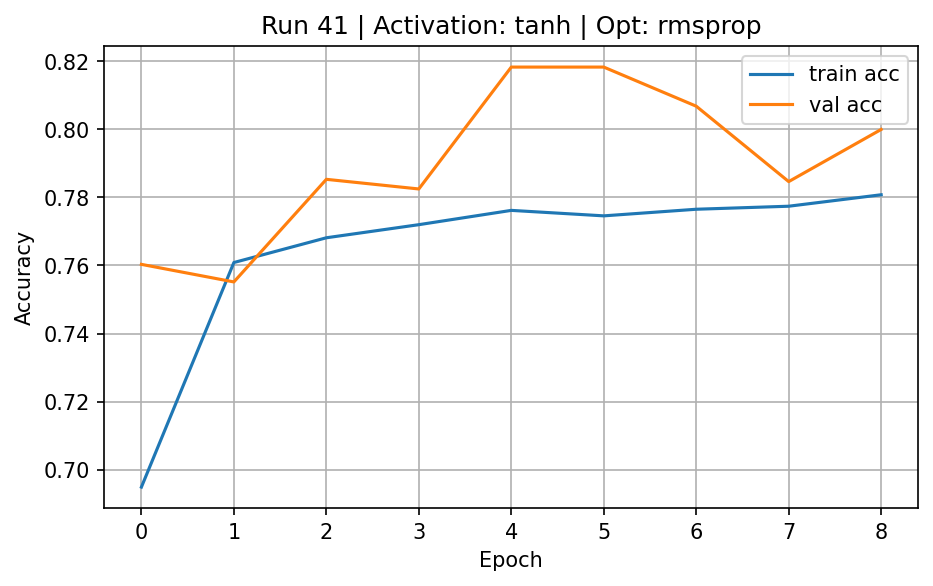 Run 41 | Activation: tanh | Opt: rmsprop
train acc
val acc
0.82
0.80
0.78
0.76
0.74
0.72
0.70
Accuracy
0 1 2 3 4 5 6 7 8
Epoch